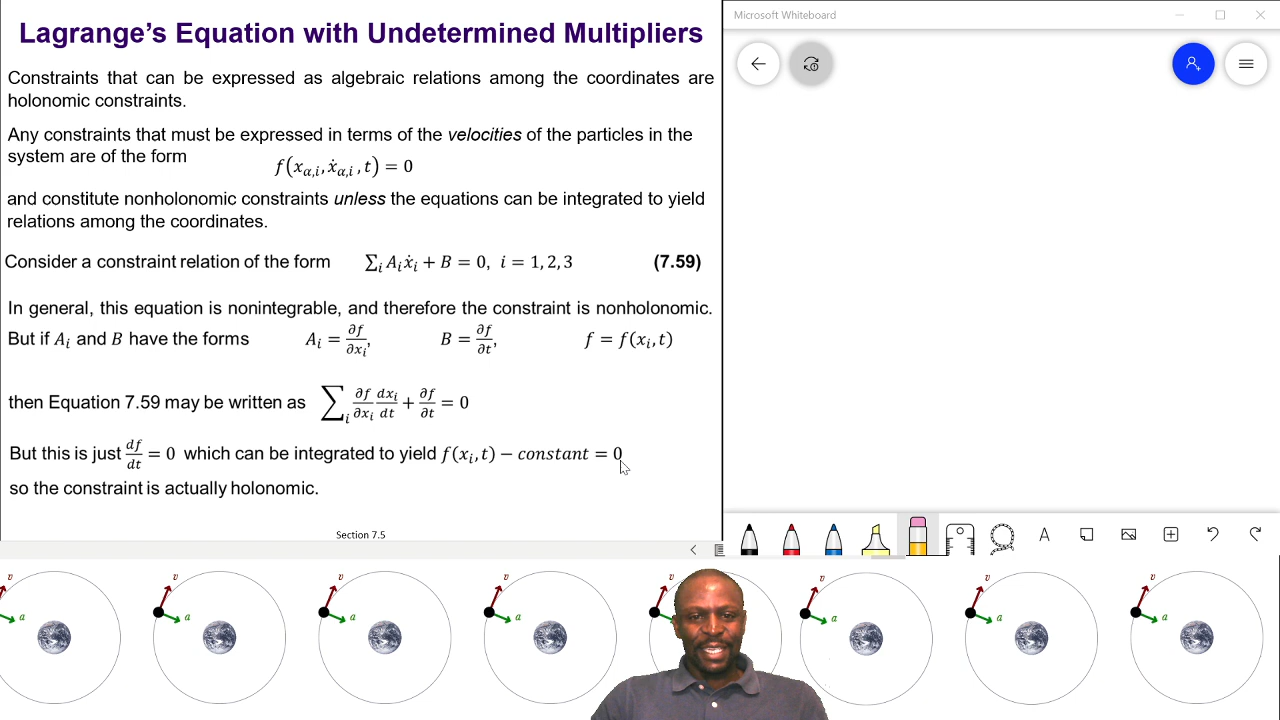 Lagrange's Equation with Undetermined Multipliers
Constraints that can be expressed as algebraic relations among the coordinates are
holonomic constraints.
Any constraints that must be expressed in terms of the velocities of the particles in the
system are of the form
f(x_{α,i}, ẋ_{α,i}, t) = 0
and constitute nonholonomic constraints unless the equations can be integrated to yield
relations among the coordinates.
Consider a constraint relation of the form ∑_i A_i ẋ_i + B = 0, i = 1, 2, 3 (7.59)
In general, this equation is nonintegrable, and therefore the constraint is nonholonomic.
But if A_i and B have the forms A_i = ∂f/∂x_i, B = ∂f/∂t, f = f(x_i, t)
then Equation 7.59 may be written as ∑_i ∂f/∂x_i dx_i/dt + ∂f/∂t = 0
But this is just df/dt = 0 which can be integrated to yield f(x_i, t) − constant = 0
so the constraint is actually holonomic.
Section 7.5
Microsoft Whiteboard
A
v v v v v v v
a a a a a a a